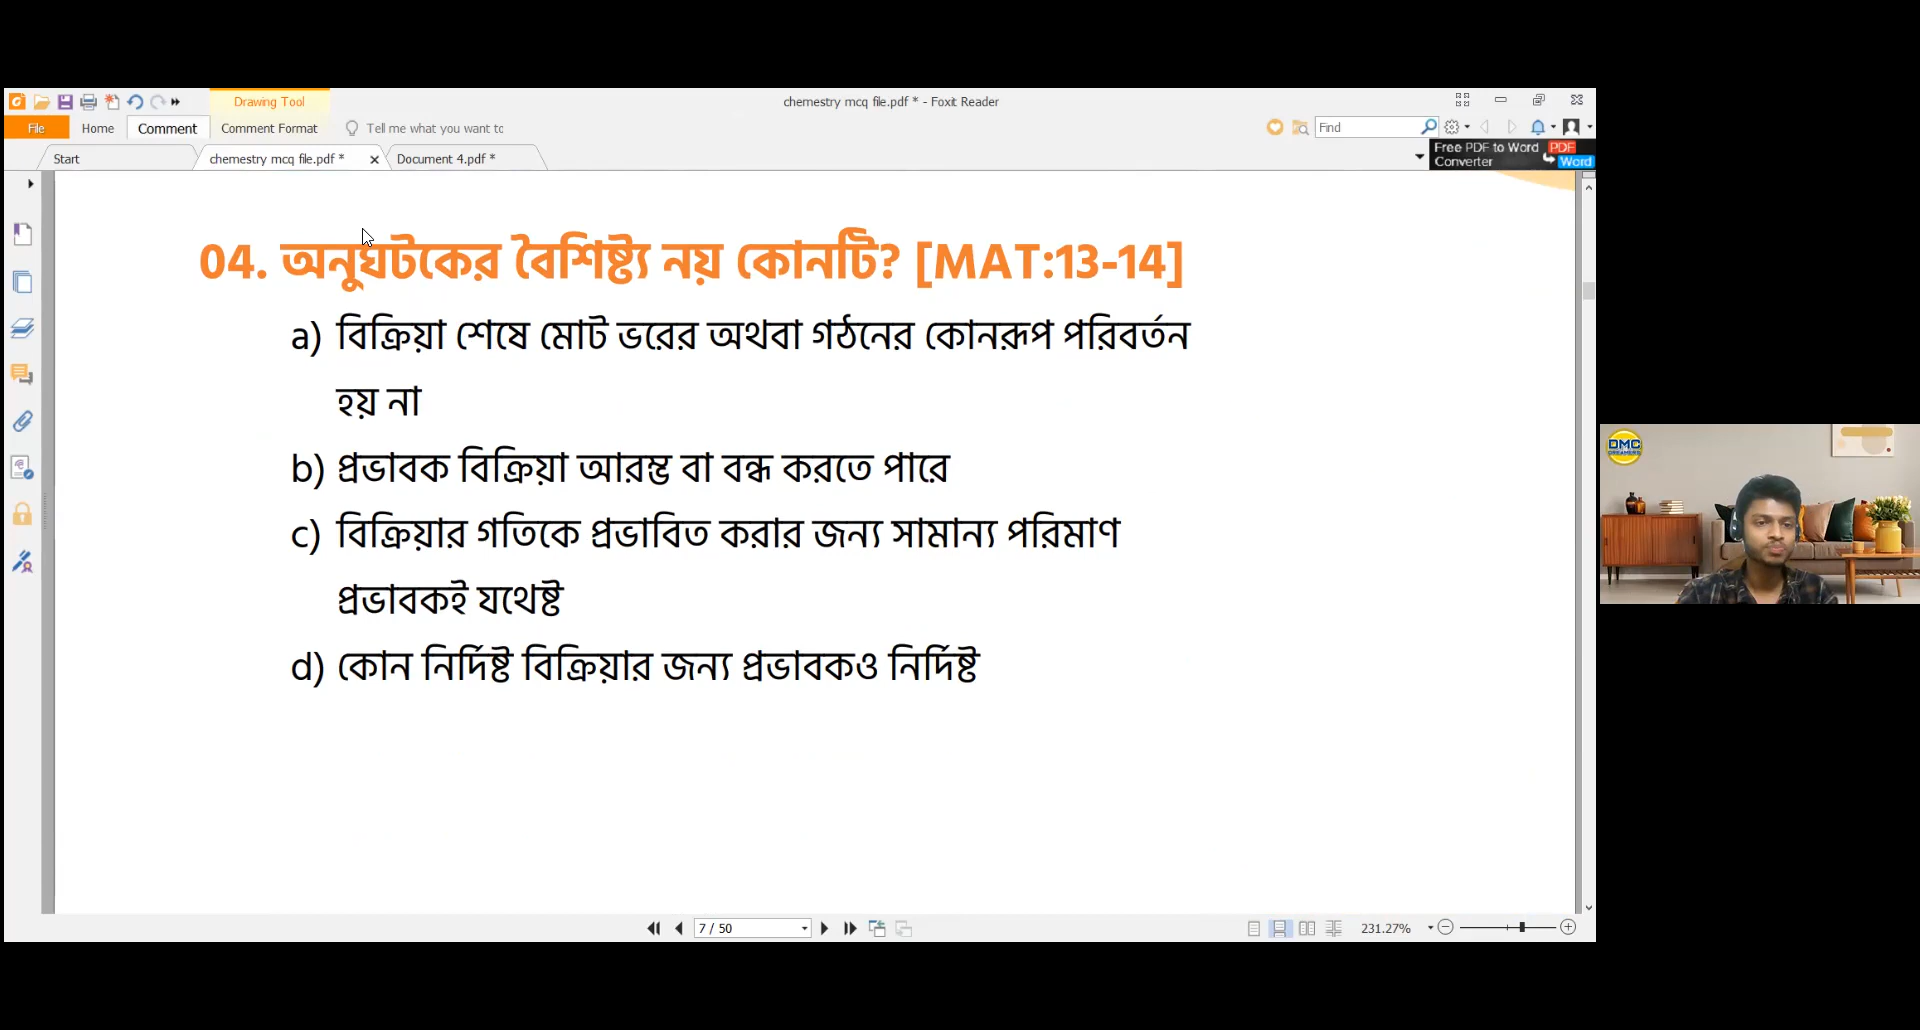 Drawing Tool
chemestry mcq file.pdf * - Foxit Reader
File Home Comment Comment Format Tell me what you want to Find
Start chemestry mcq file.pdf * Document 4.pdf *
Free PDF to Word Converter PDF Word
04. অনুঘটকের বৈশিষ্ট্য নয় কোনটি? [MAT:13-14]
a) বিক্রিয়া শেষে মোট ভরের অথবা গঠনের কোনরূপ পরিবর্তন
হয় না
b) প্রভাবক বিক্রিয়া আরম্ভ বা বন্ধ করতে পারে
c) বিক্রিয়ার গতিকে প্রভাবিত করার জন্য সামান্য পরিমাণ
প্রভাবকই যথেষ্ট
d) কোন নির্দিষ্ট বিক্রিয়ার জন্য প্রভাবকও নির্দিষ্ট
DMC
DREAMERS
7 / 50 231.27%